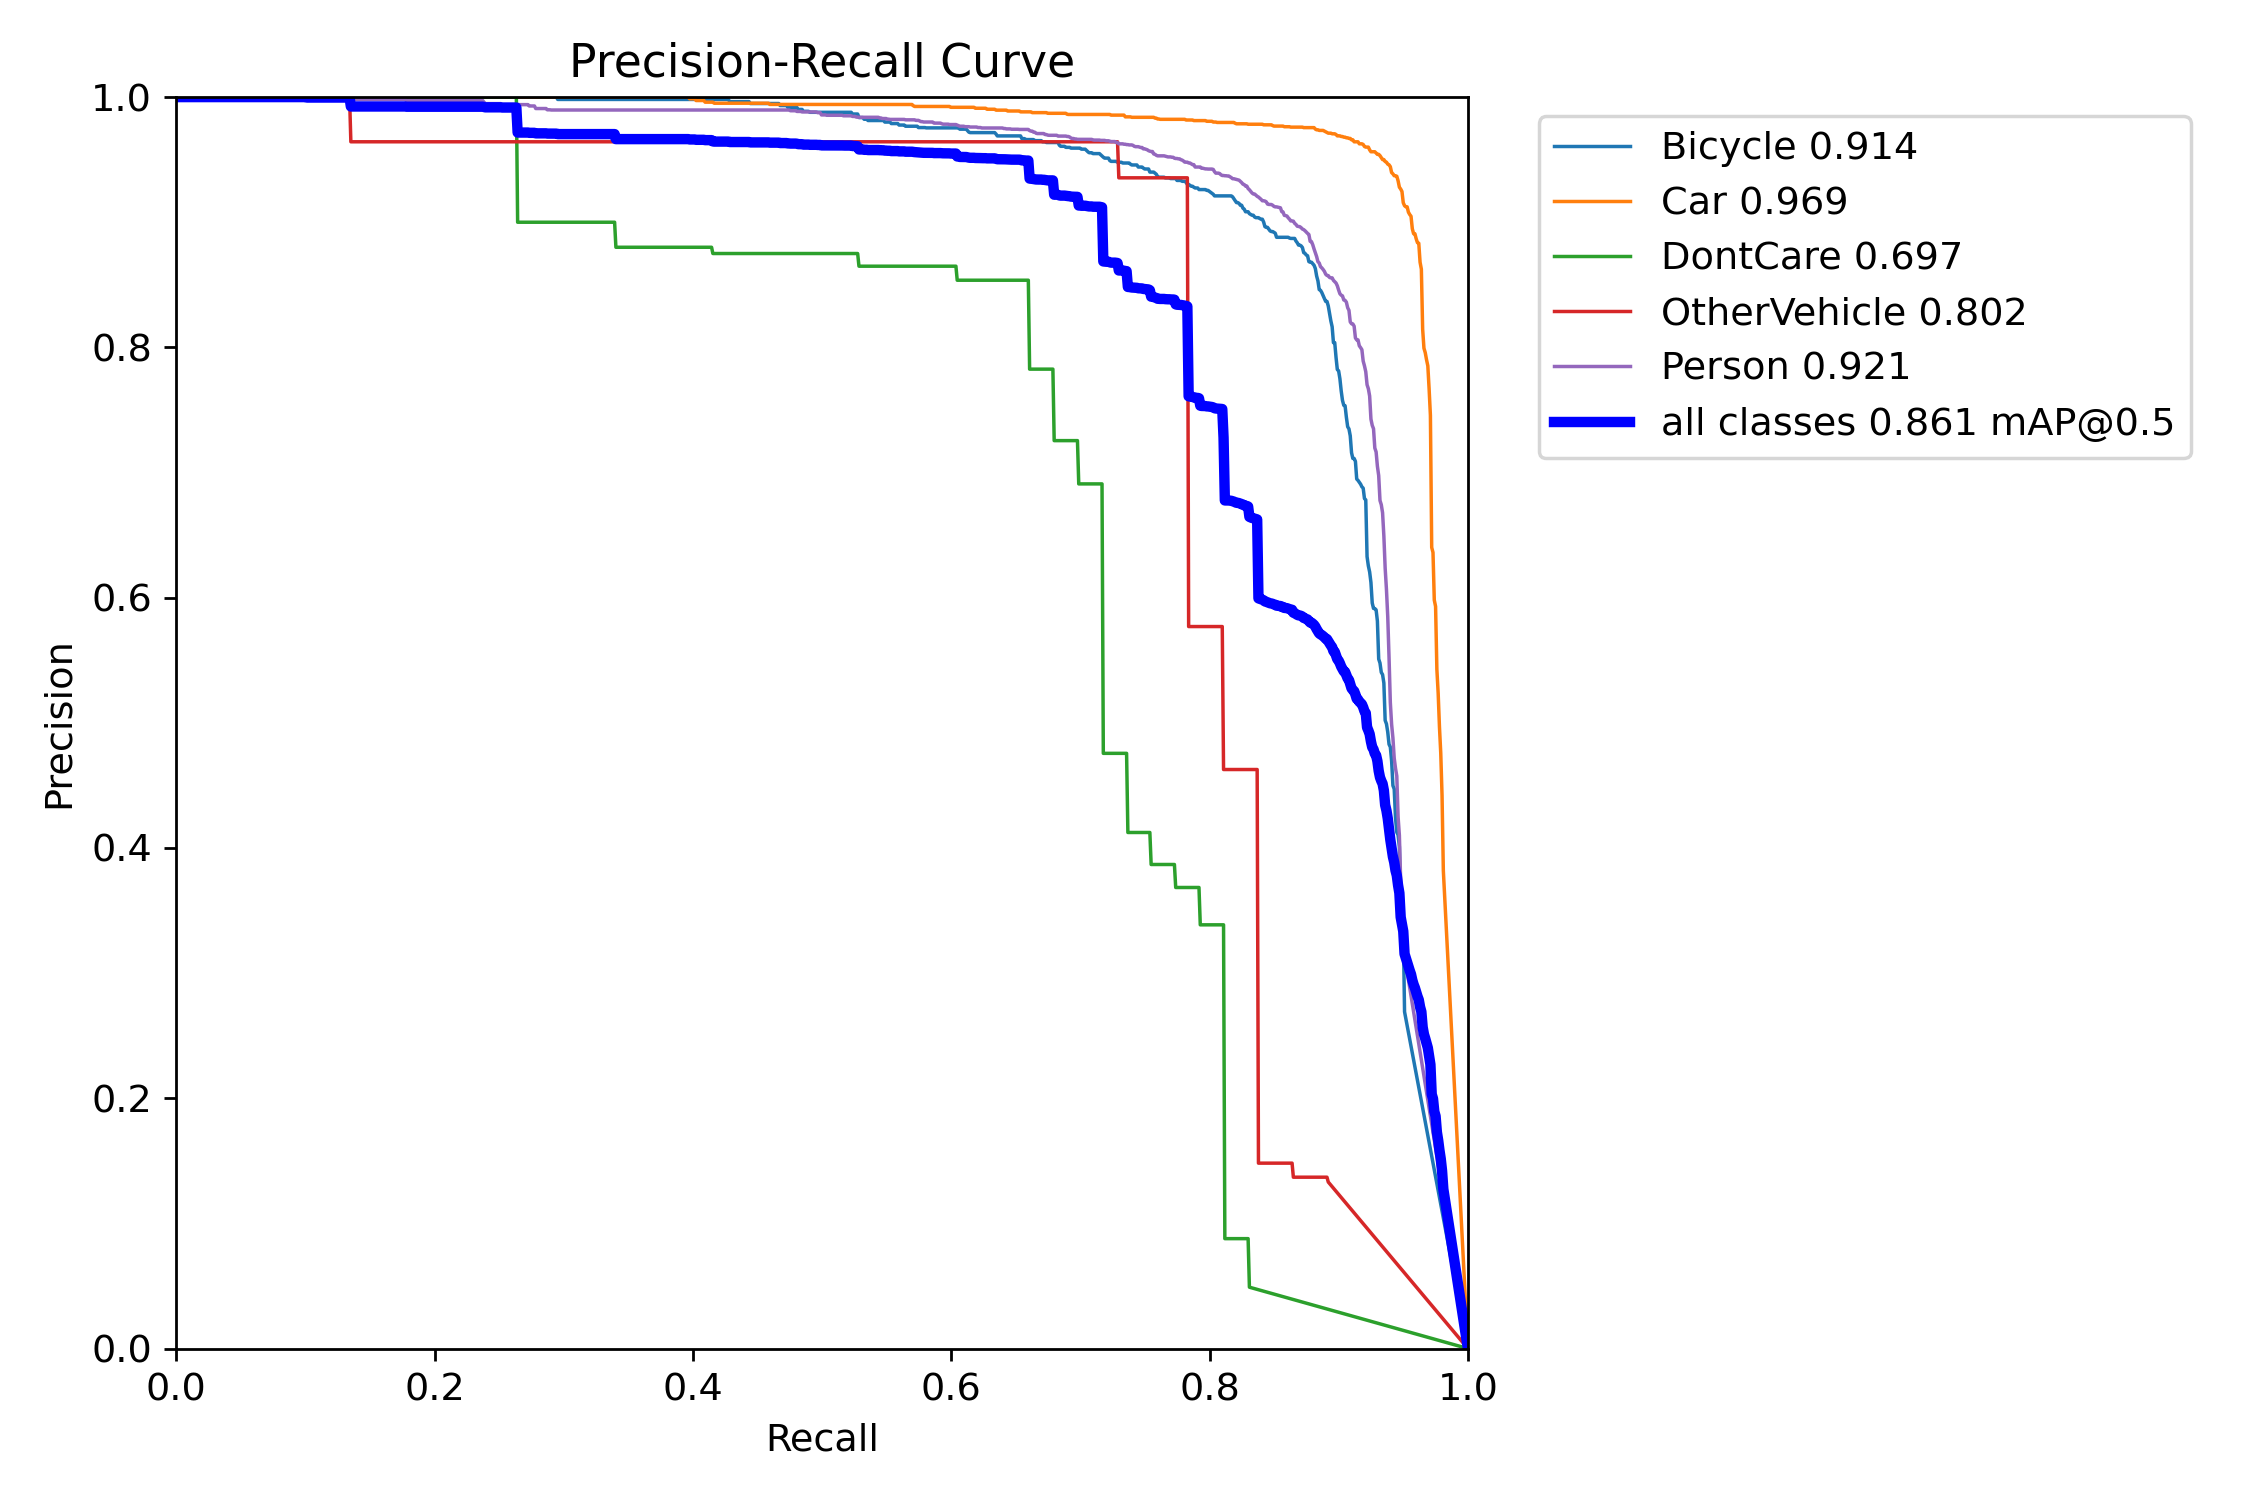 Precision-Recall Curve
1.0
0.8
0.6
0.4
0.2
0.0
Precision
0.0 0.2 0.4 0.6 0.8 1.0
Recall
Bicycle 0.914
Car 0.969
DontCare 0.697
OtherVehicle 0.802
Person 0.921
all classes 0.861 mAP@0.5